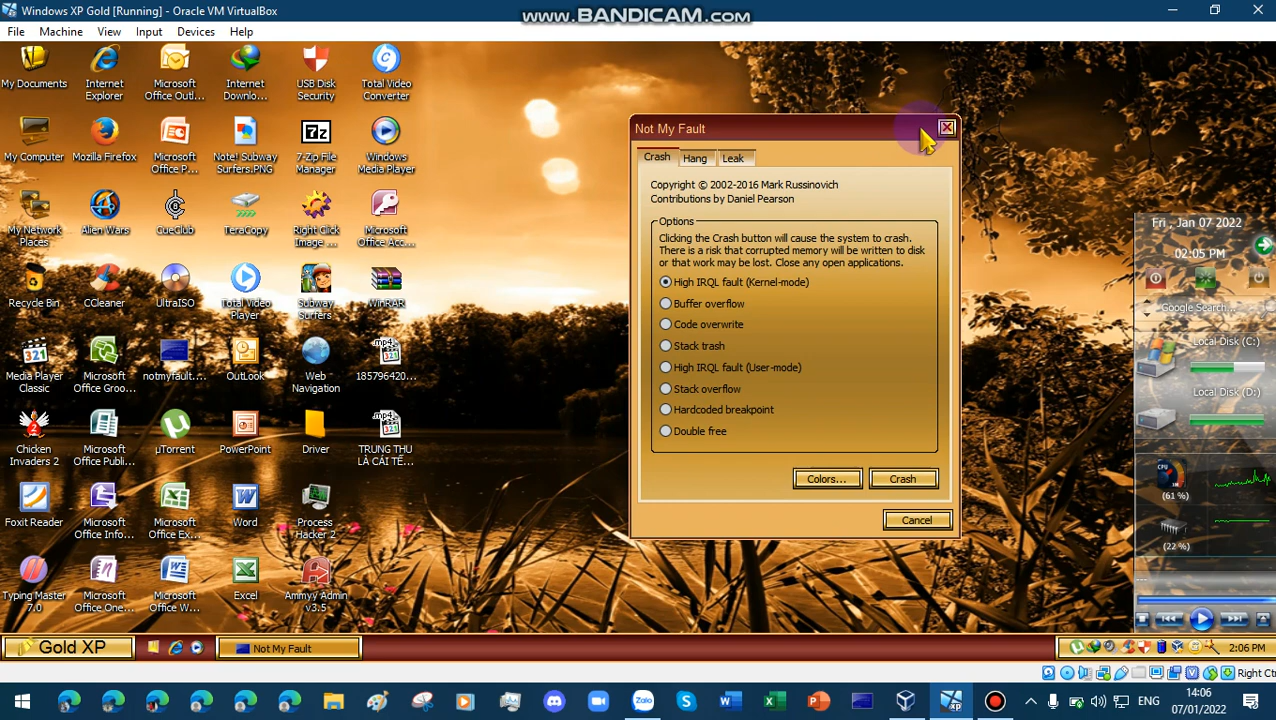 Windows XP Gold [Running] - Oracle VM VirtualBox
www.BANDICAM.com
File Machine View Input Devices Help
My Documents
Internet Explorer
Microsoft Office Outl...
Internet Downlo...
USB Disk Security
Total Video Converter
My Computer
Mozilla Firefox
Microsoft Office P...
Note! Subway Surfers.PNG
7-Zip File Manager
Windows Media Player
My Network Places
Alien Wars
CueClub
TeraCopy
Right Click Image ...
Microsoft Office Acc...
Recycle Bin
CCleaner
UltraISO
Total Video Player
Subway Surfers
WinRAR
Media Player Classic
Microsoft Office Groo...
notmyfault....
OutLook
Web Navigation
mp4
185796420...
Chicken Invaders 2
Microsoft Office Publi...
µTorrent
PowerPoint
Driver
mp4
TRUNG THU LÀ CÁI TẾ...
Foxit Reader
Microsoft Office Info...
Microsoft Office Ex...
Word
Process Hacker 2
Typing Master 7.0
Microsoft Office One...
Microsoft Office W...
Excel
Ammyy Admin v3.5
Not My Fault
Crash Hang Leak
Copyright © 2002-2016 Mark Russinovich
Contributions by Daniel Pearson
Options
Clicking the Crash button will cause the system to crash.
There is a risk that corrupted memory will be written to disk
or that work may be lost. Close any open applications.
High IRQL fault (Kernel-mode)
Buffer overflow
Code overwrite
Stack trash
High IRQL fault (User-mode)
Stack overflow
Hardcoded breakpoint
Double free
Colors... Crash
Cancel
Fri , Jan 07 2022
02:05 PM
Google Search...
Local Disk (C:)
Local Disk (D:)
CPU
(61 %)
(22 %)
---
Gold XP
Not My Fault
2:06 PM
Right Ctrl
Zalo
XP
ENG
14:06
07/01/2022